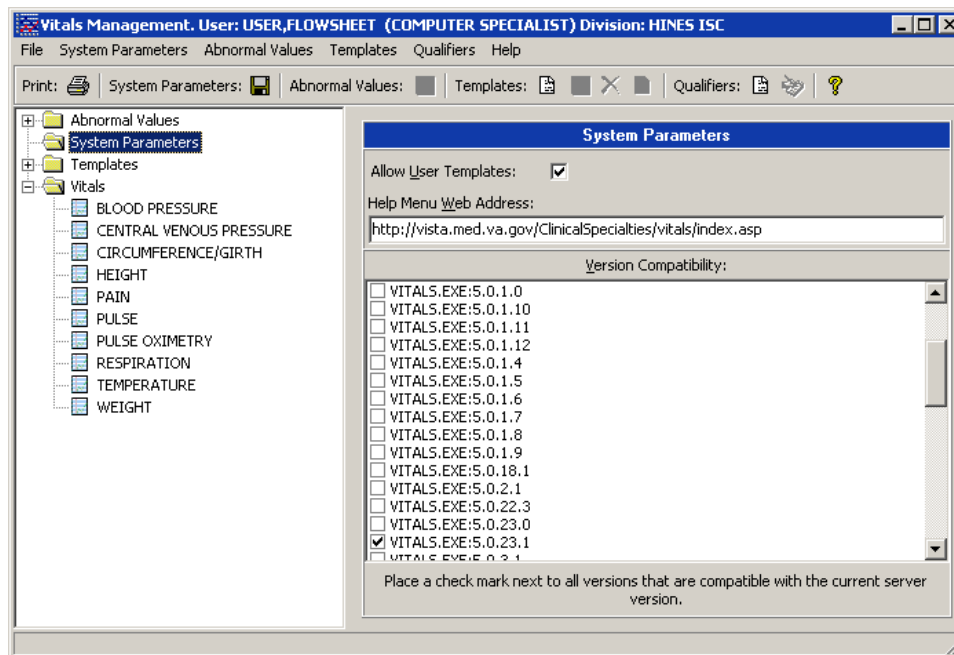 Vitals Management. User: USER,FLOWSHEET (COMPUTER SPECIALIST) Division: HINES ISC
File System Parameters Abnormal Values Templates Qualifiers Help
Print: System Parameters: Abnormal Values: Templates: Qualifiers:
Abnormal Values
System Parameters
Templates
Vitals
BLOOD PRESSURE
CENTRAL VENOUS PRESSURE
CIRCUMFERENCE/GIRTH
HEIGHT
PAIN
PULSE
PULSE OXIMETRY
RESPIRATION
TEMPERATURE
WEIGHT
System Parameters
Allow User Templates:
Help Menu Web Address:
http://vista.med.va.gov/ClinicalSpecialties/vitals/index.asp
Version Compatibility:
VITALS.EXE:5.0.1.0
VITALS.EXE:5.0.1.10
VITALS.EXE:5.0.1.11
VITALS.EXE:5.0.1.12
VITALS.EXE:5.0.1.4
VITALS.EXE:5.0.1.5
VITALS.EXE:5.0.1.6
VITALS.EXE:5.0.1.7
VITALS.EXE:5.0.1.8
VITALS.EXE:5.0.1.9
VITALS.EXE:5.0.18.1
VITALS.EXE:5.0.2.1
VITALS.EXE:5.0.22.3
VITALS.EXE:5.0.23.0
VITALS.EXE:5.0.23.1
VITALS.EXE:5.0.3.1
Place a check mark next to all versions that are compatible with the current server
version.